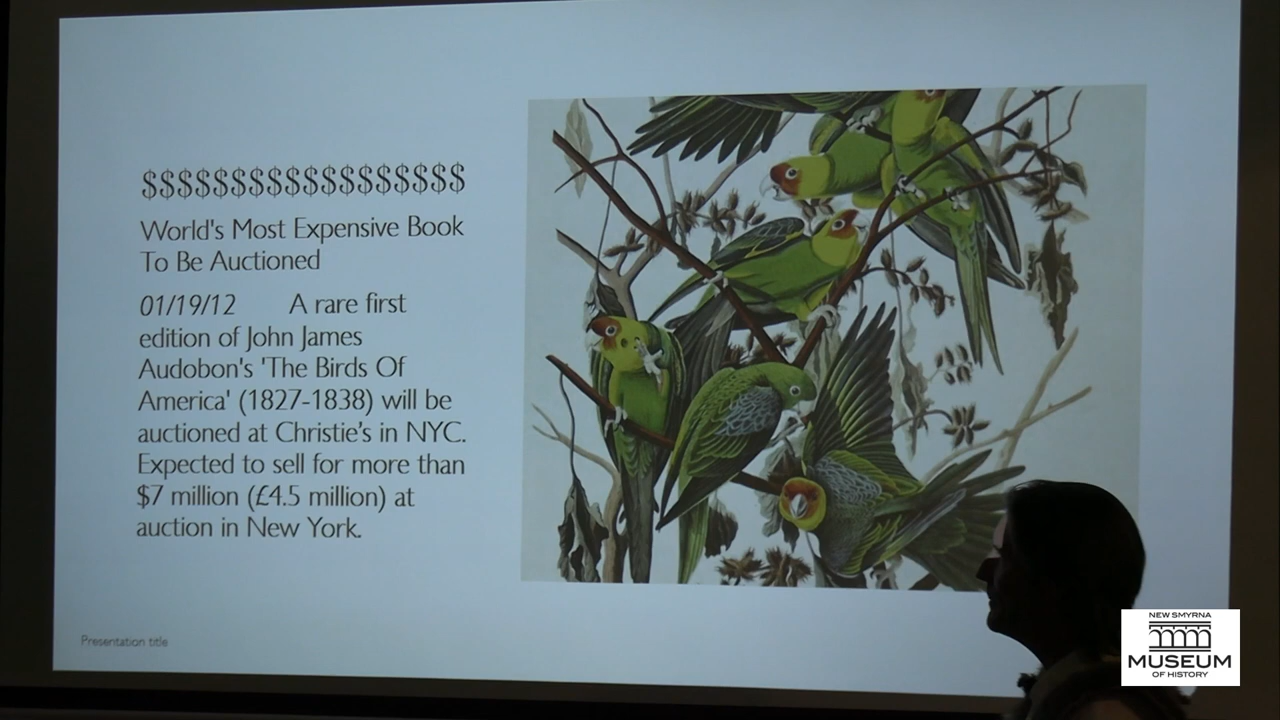 $$$$$$$$$$$$$$$$$$$$$$
World's Most Expensive Book
To Be Auctioned
01/19/12 A rare first
edition of John James
Audobon's 'The Birds Of
America' (1827-1838) will be
auctioned at Christie's in NYC.
Expected to sell for more than
$7 million (£4.5 million) at
auction in New York.
Presentation title
NEW SMYRNA
MUSEUM
OF HISTORY